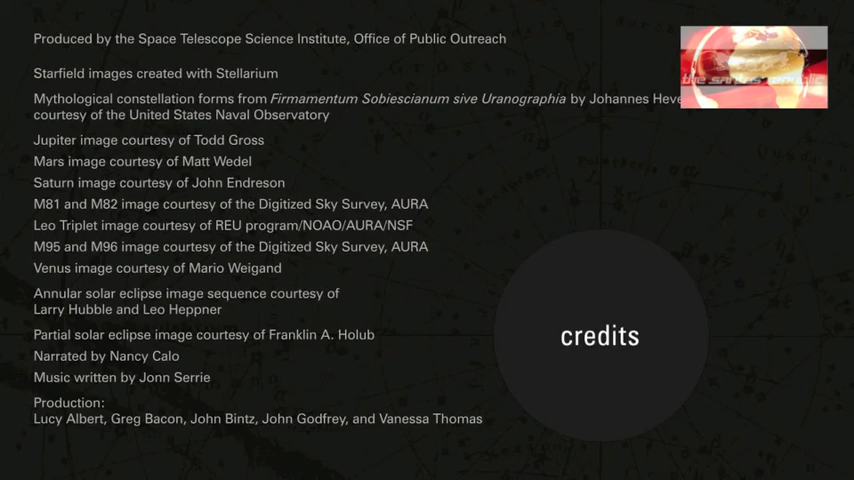 Produced by the Space Telescope Science Institute, Office of Public Outreach
Starfield images created with Stellarium
Mythological constellation forms from Firmamentum Sobiescianum sive Uranographia by Johannes Heve
courtesy of the United States Naval Observatory
Jupiter image courtesy of Todd Gross
Mars image courtesy of Matt Wedel
Saturn image courtesy of John Endreson
M81 and M82 image courtesy of the Digitized Sky Survey, AURA
Leo Triplet image courtesy of REU program/NOAO/AURA/NSF
M95 and M96 image courtesy of the Digitized Sky Survey, AURA
Venus image courtesy of Mario Weigand
Annular solar eclipse image sequence courtesy of
Larry Hubble and Leo Heppner
Partial solar eclipse image courtesy of Franklin A. Holub
Narrated by Nancy Calo
Music written by Jonn Serrie
Production:
Lucy Albert, Greg Bacon, John Bintz, John Godfrey, and Vanessa Thomas
credits